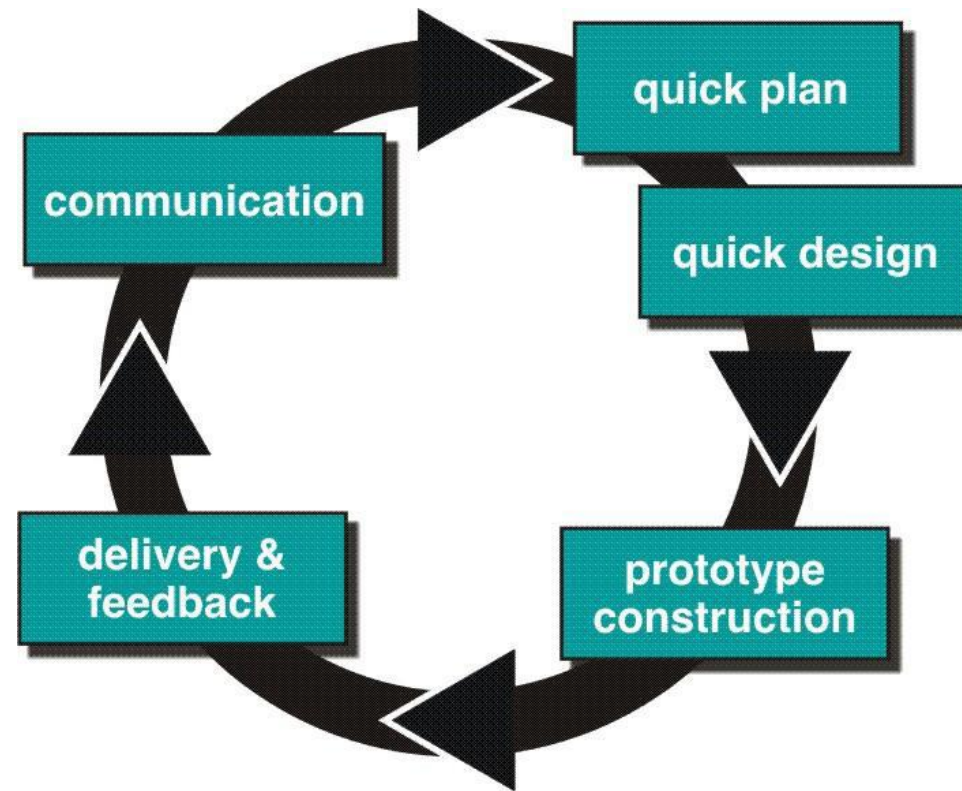 communication
quick plan
quick design
prototype
construction
delivery &
feedback